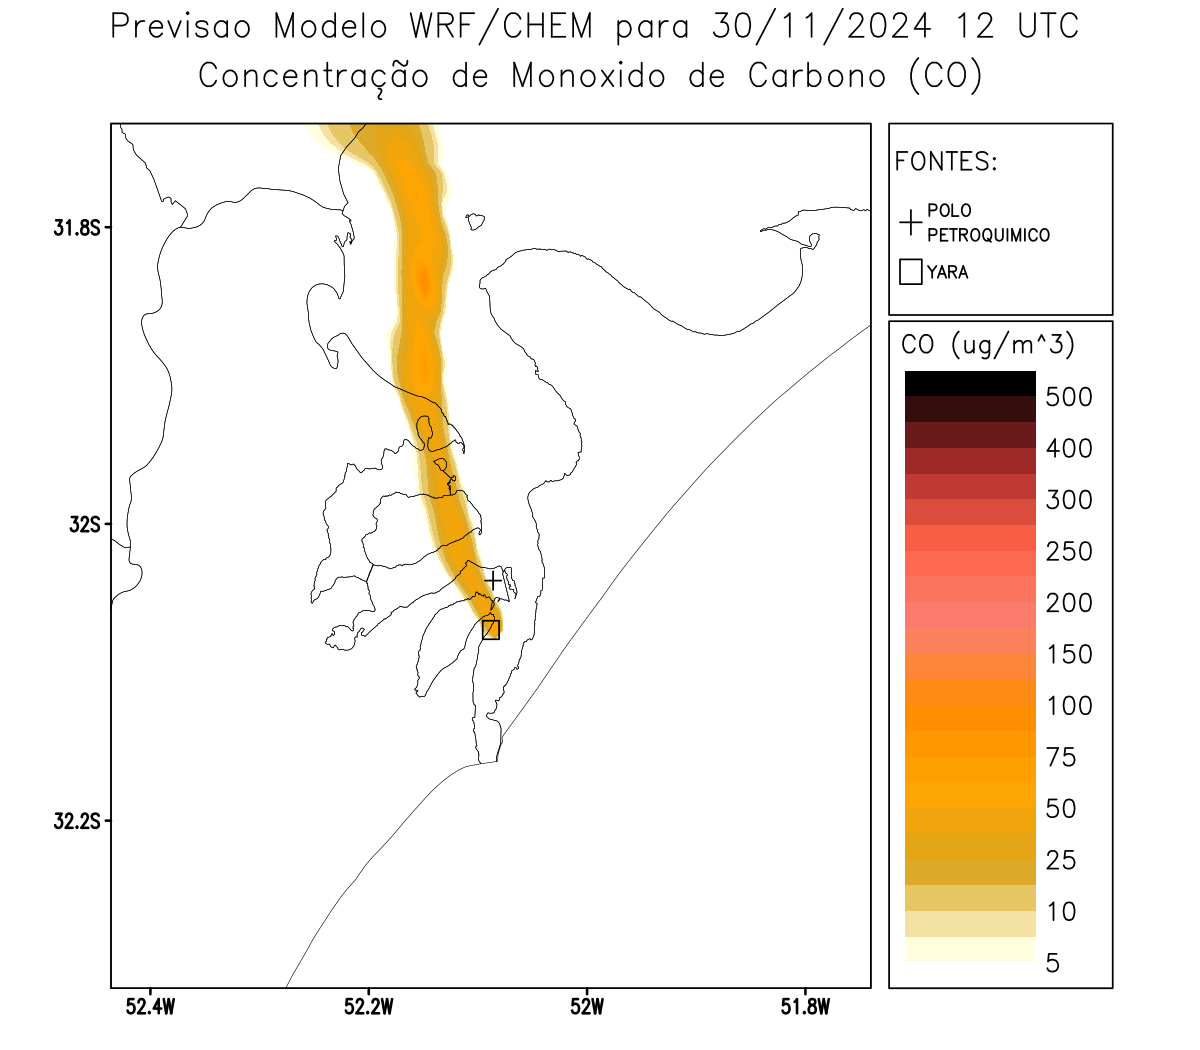 Previsao Modelo WRF/CHEM para 30/11/2024 12 UTC
Concentração de Monoxido de Carbono (CO)
FONTES:
POLO
PETROQUIMICO
YARA
CO (ug/m^3)
500
400
300
250
200
150
100
75
50
25
10
5
31.8S
32S
32.2S
52.4W
52.2W
52W
51.8W